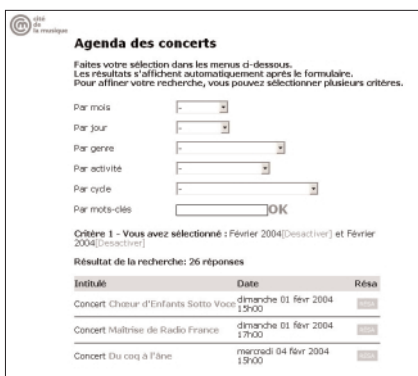 cité
de
la musique
Agenda des concerts
Faites votre sélection dans les menus ci-dessous.
Les résultats s'affichent automatiquement après le formulaire.
Pour affiner votre recherche, vous pouvez sélectionner plusieurs critères.
Par mois -
Par jour -
Par genre -
Par activité -
Par cycle -
Par mots-clés OK
Critère 1 - Vous avez sélectionné : Février 2004[Desactiver] et Février
2004[Desactiver]
Résultat de la recherche: 26 réponses
Intitulé Date Résa
Concert Chœur d'Enfants Sotto Voce dimanche 01 févr 2004
15h00 RÉSA
Concert Maîtrise de Radio France dimanche 01 févr 2004
17h00 RÉSA
Concert Du coq à l'âne mercredi 04 févr 2004
15h00 RÉSA